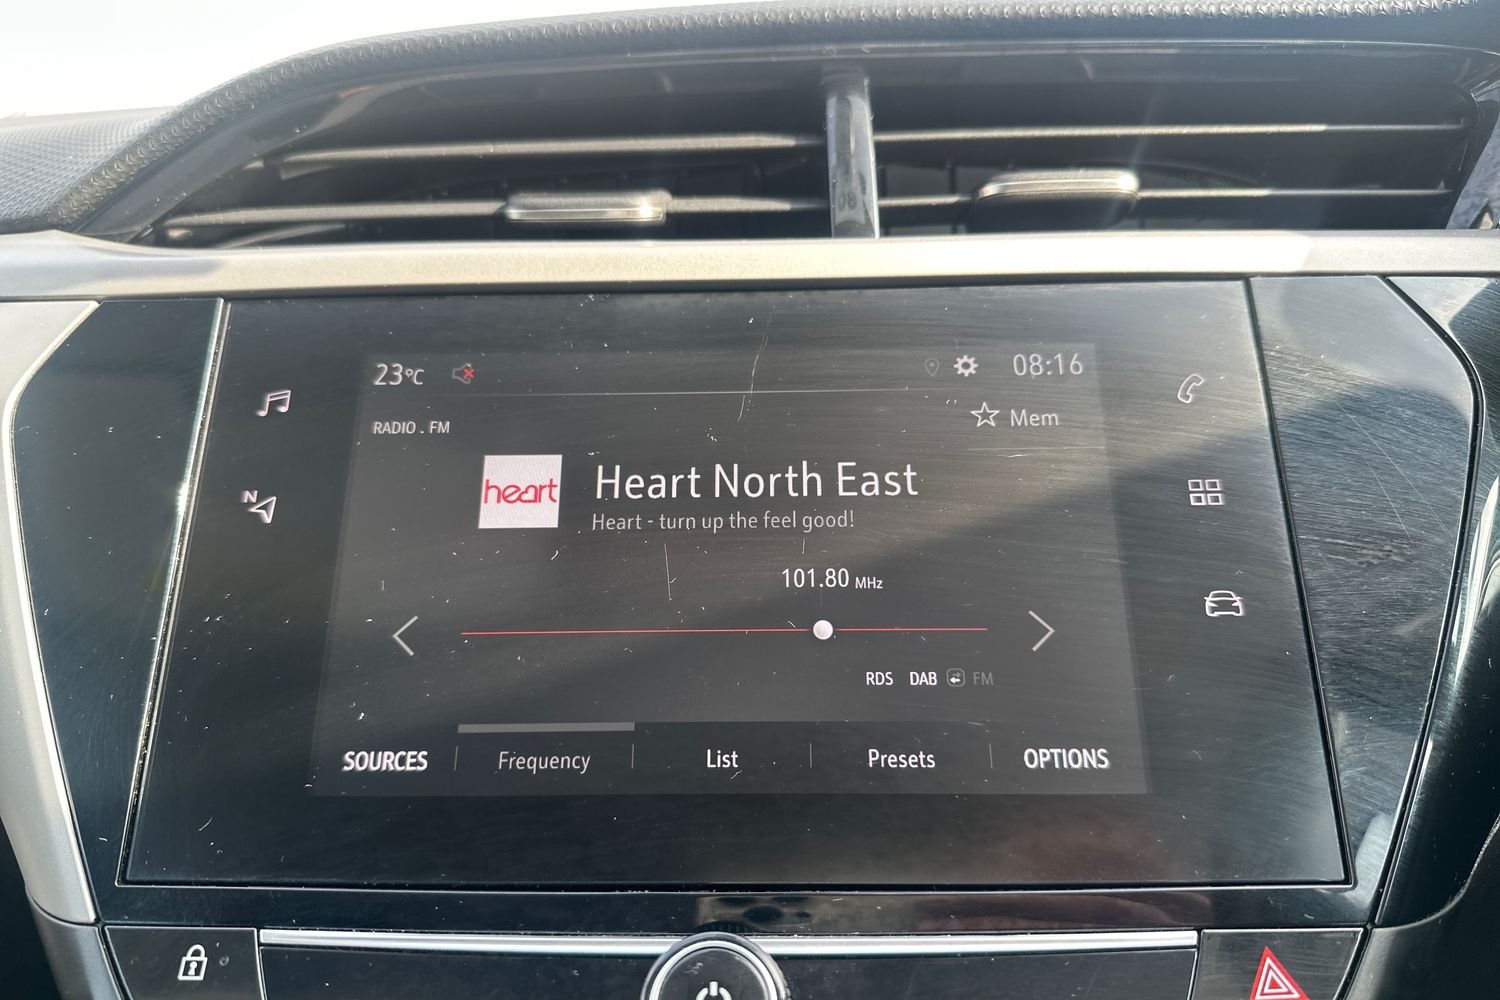 23°C
08:16
RADIO . FM
Mem
heart
Heart North East
Heart - turn up the feel good!
N
101.80 MHz
RDS DAB FM
SOURCES Frequency List Presets OPTIONS